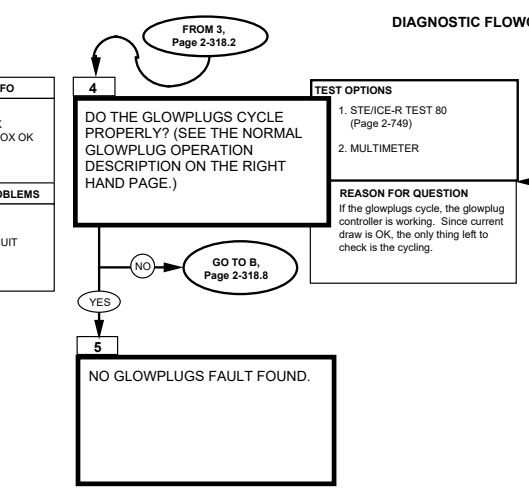 DIAGNOSTIC
FROM 3,
Page 2-318.2
4
DO THE GLOWPLUGS CYCLE
PROPERLY? (SEE THE NORMAL
GLOWPLUG OPERATION
DESCRIPTION ON THE RIGHT
HAND PAGE.)
TEST OPTIONS
1. STE/ICE-R TEST 80
(Page 2-749)
2. MULTIMETER
REASON FOR QUESTION
If the glowplugs cycle, the glowplug
controller is working. Since current
draw is OK, the only thing left to
check is the cycling.
OX OK
NO
GO TO B,
Page 2-318.8
YES
5
NO GLOWPLUGS FAULT FOUND.